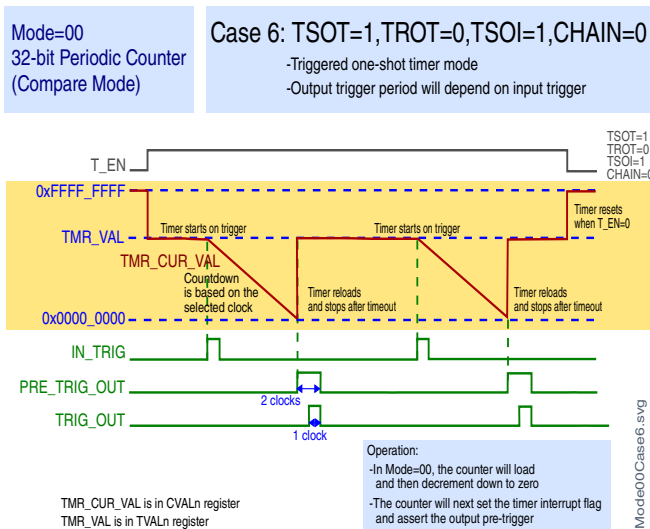 Mode=00
32-bit Periodic Counter
(Compare Mode)
Case 6: TSOT=1,TROT=0,TSOI=1,CHAIN=0
-Triggered one-shot timer mode
-Output trigger period will depend on input trigger
TSOT=1
TROT=0
TSOI=1
CHAIN=0
T_EN
0xFFFF_FFFF
Timer resets
when T_EN=0
TMR_VAL
Timer starts on trigger
Timer starts on trigger
TMR_CUR_VAL
Countdown
is based on the
selected clock
Timer reloads
and stops after timeout
Timer reloads
and stops after timeout
0x0000_0000
IN_TRIG
PRE_TRIG_OUT
2 clocks
TRIG_OUT
1 clock
Operation:
-In Mode=00, the counter will load
and then decrement down to zero
-The counter will next set the timer interrupt flag
and assert the output pre-trigger
TMR_CUR_VAL is in CVALn register
TMR_VAL is in TVALn register
Mode00Case6.svg